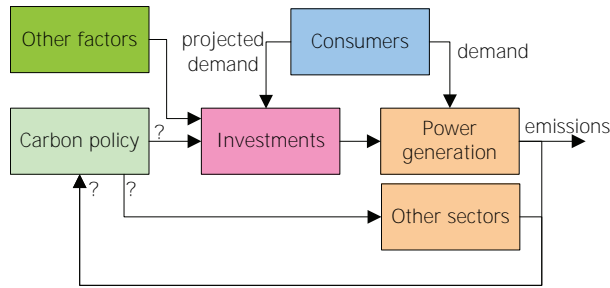 Other factors
projected
demand
Consumers
demand
Carbon policy
?
Investments
Power
generation
emissions
?
?
Other sectors